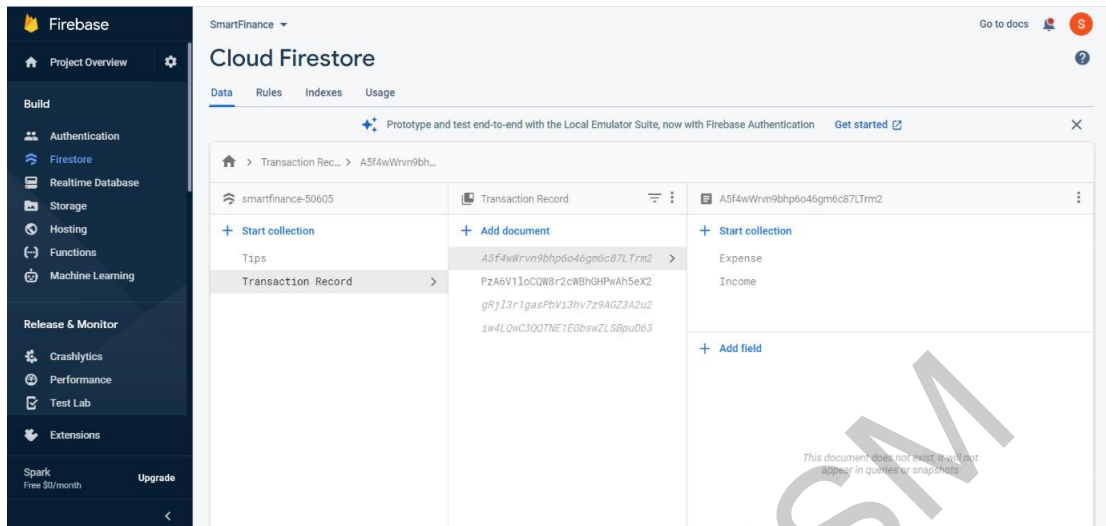 Firebase
Project Overview
Build
Authentication
Firestore
Realtime Database
Storage
Hosting
Functions
Machine Learning
Release & Monitor
Crashlytics
Performance
Test Lab
Extensions
Spark
Free $0/month
Upgrade
SmartFinance
Go to docs
S
Cloud Firestore
Data Rules Indexes Usage
Prototype and test end-to-end with the Local Emulator Suite, now with Firebase Authentication Get started
Transaction Rec... > A5f4wWrvn9bh...
smartfinance-50605
+ Start collection
Tips
Transaction Record
Transaction Record
+ Add document
A5f4wWrvn9bhp6o46gm6c87LTrm2
PzA6V1loCQW8r2cWBhGHPwAh5eX2
gRjl3r1gasPbVi3hv7z9AGZ3A2u2
iw4LQwC3QQTNE1EGbswZLSBpuD63
A5f4wWrvn9bhp6o46gm6c87LTrm2
+ Start collection
Expense
Income
+ Add field
This document does not exist, it will not
appear in queries or snapshots
SM